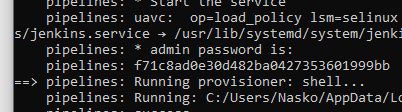 pipelines: * Start the service
pipelines: uavc:  op=load_policy lsm=selinux
s/jenkins.service → /usr/lib/systemd/system/jenki
pipelines: * admin password is:
pipelines: f71c8ad0e30d482ba0427353601999bb
==> pipelines: Running provisioner: shell...
pipelines: Running: C:/Users/Nasko/AppData/Lo